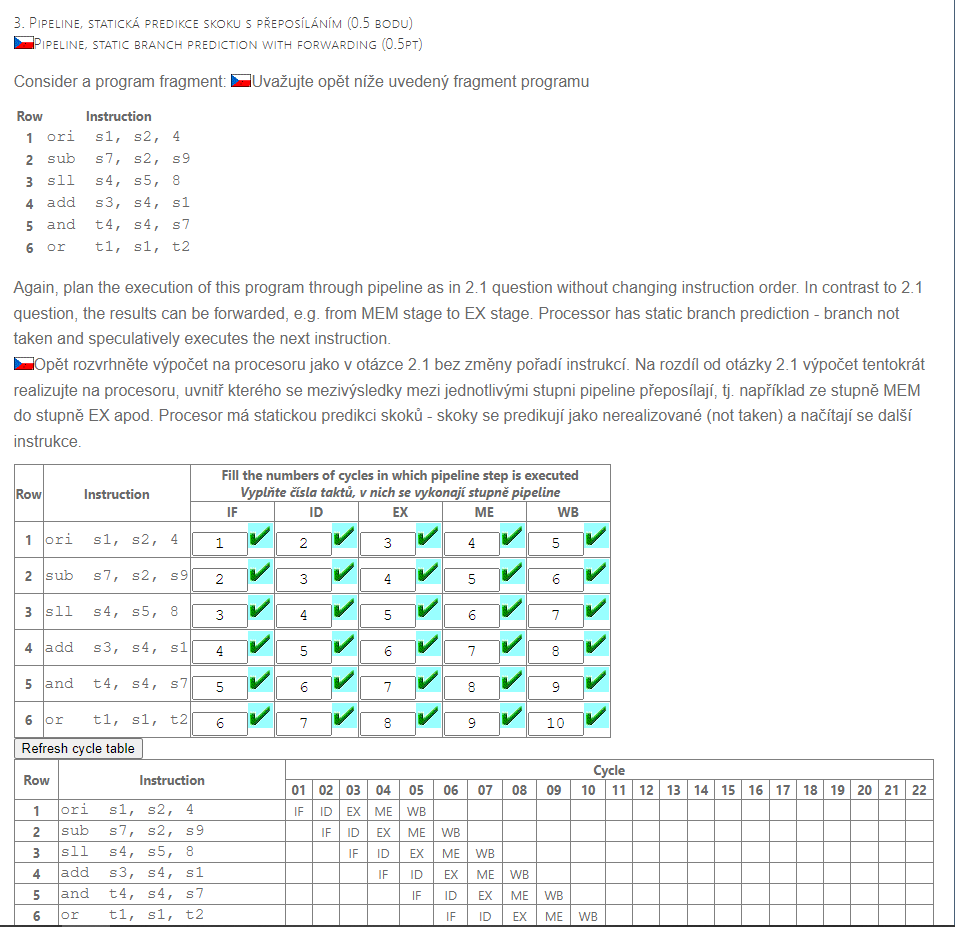 3. Pipeline, statická predikce skoku s přeposíláním (0.5 bodu)
Pipeline, static branch prediction with forwarding (0.5pt)
Consider a program fragment: Uvažujte opět níže uvedený fragment programu
Row Instruction
1 ori s1, s2, 4
2 sub s7, s2, s9
3 sll s4, s5, 8
4 add s3, s4, s1
5 and t4, s4, s7
6 or t1, s1, t2
Again, plan the execution of this program through pipeline as in 2.1 question without changing instruction order. In contrast to 2.1
question, the results can be forwarded, e.g. from MEM stage to EX stage. Processor has static branch prediction - branch not
taken and speculatively executes the next instruction.
Opět rozvrhněte výpočet na procesoru jako v otázce 2.1 bez změny pořadí instrukcí. Na rozdíl od otázky 2.1 výpočet tentokrát
realizujte na procesoru, uvnitř kterého se mezivýsledky mezi jednotlivými stupni pipeline přeposílají, tj. například ze stupně MEM
do stupně EX apod. Procesor má statickou predikci skoků - skoky se predikují jako nerealizované (not taken) a načítají se další
instrukce.
Row Instruction Fill the numbers of cycles in which pipeline step is executed
Vyplňte čísla taktů, v nich se vykonají stupně pipeline
IF ID EX ME WB
1 ori s1, s2, 4 1 2 3 4 5
2 sub s7, s2, s9 2 3 4 5 6
3 sll s4, s5, 8 3 4 5 6 7
4 add s3, s4, s1 4 5 6 7 8
5 and t4, s4, s7 5 6 7 8 9
6 or t1, s1, t2 6 7 8 9 10
Refresh cycle table
Row Instruction Cycle
01 02 03 04 05 06 07 08 09 10 11 12 13 14 15 16 17 18 19 20 21 22
1 ori s1, s2, 4 IF ID EX ME WB
2 sub s7, s2, s9 IF ID EX ME WB
3 sll s4, s5, 8 IF ID EX ME WB
4 add s3, s4, s1 IF ID EX ME WB
5 and t4, s4, s7 IF ID EX ME WB
6 or t1, s1, t2 IF ID EX ME WB